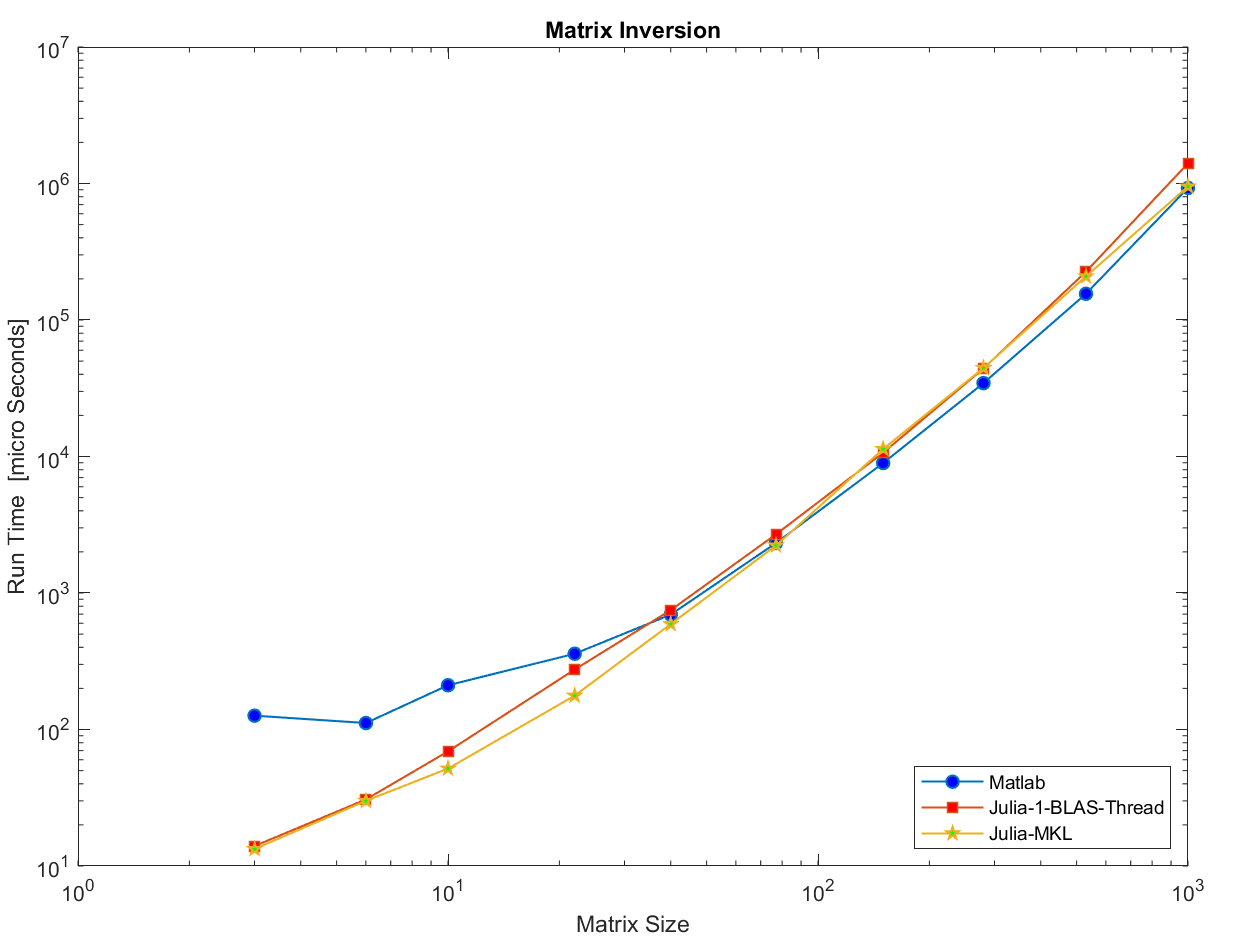 Matrix Inversion
10^7
10^6
10^5
10^4
10^3
10^2
10^1
Run Time [micro Seconds]
Matlab
Julia-1-BLAS-Thread
Julia-MKL
10^0 10^1 10^2 10^3
Matrix Size